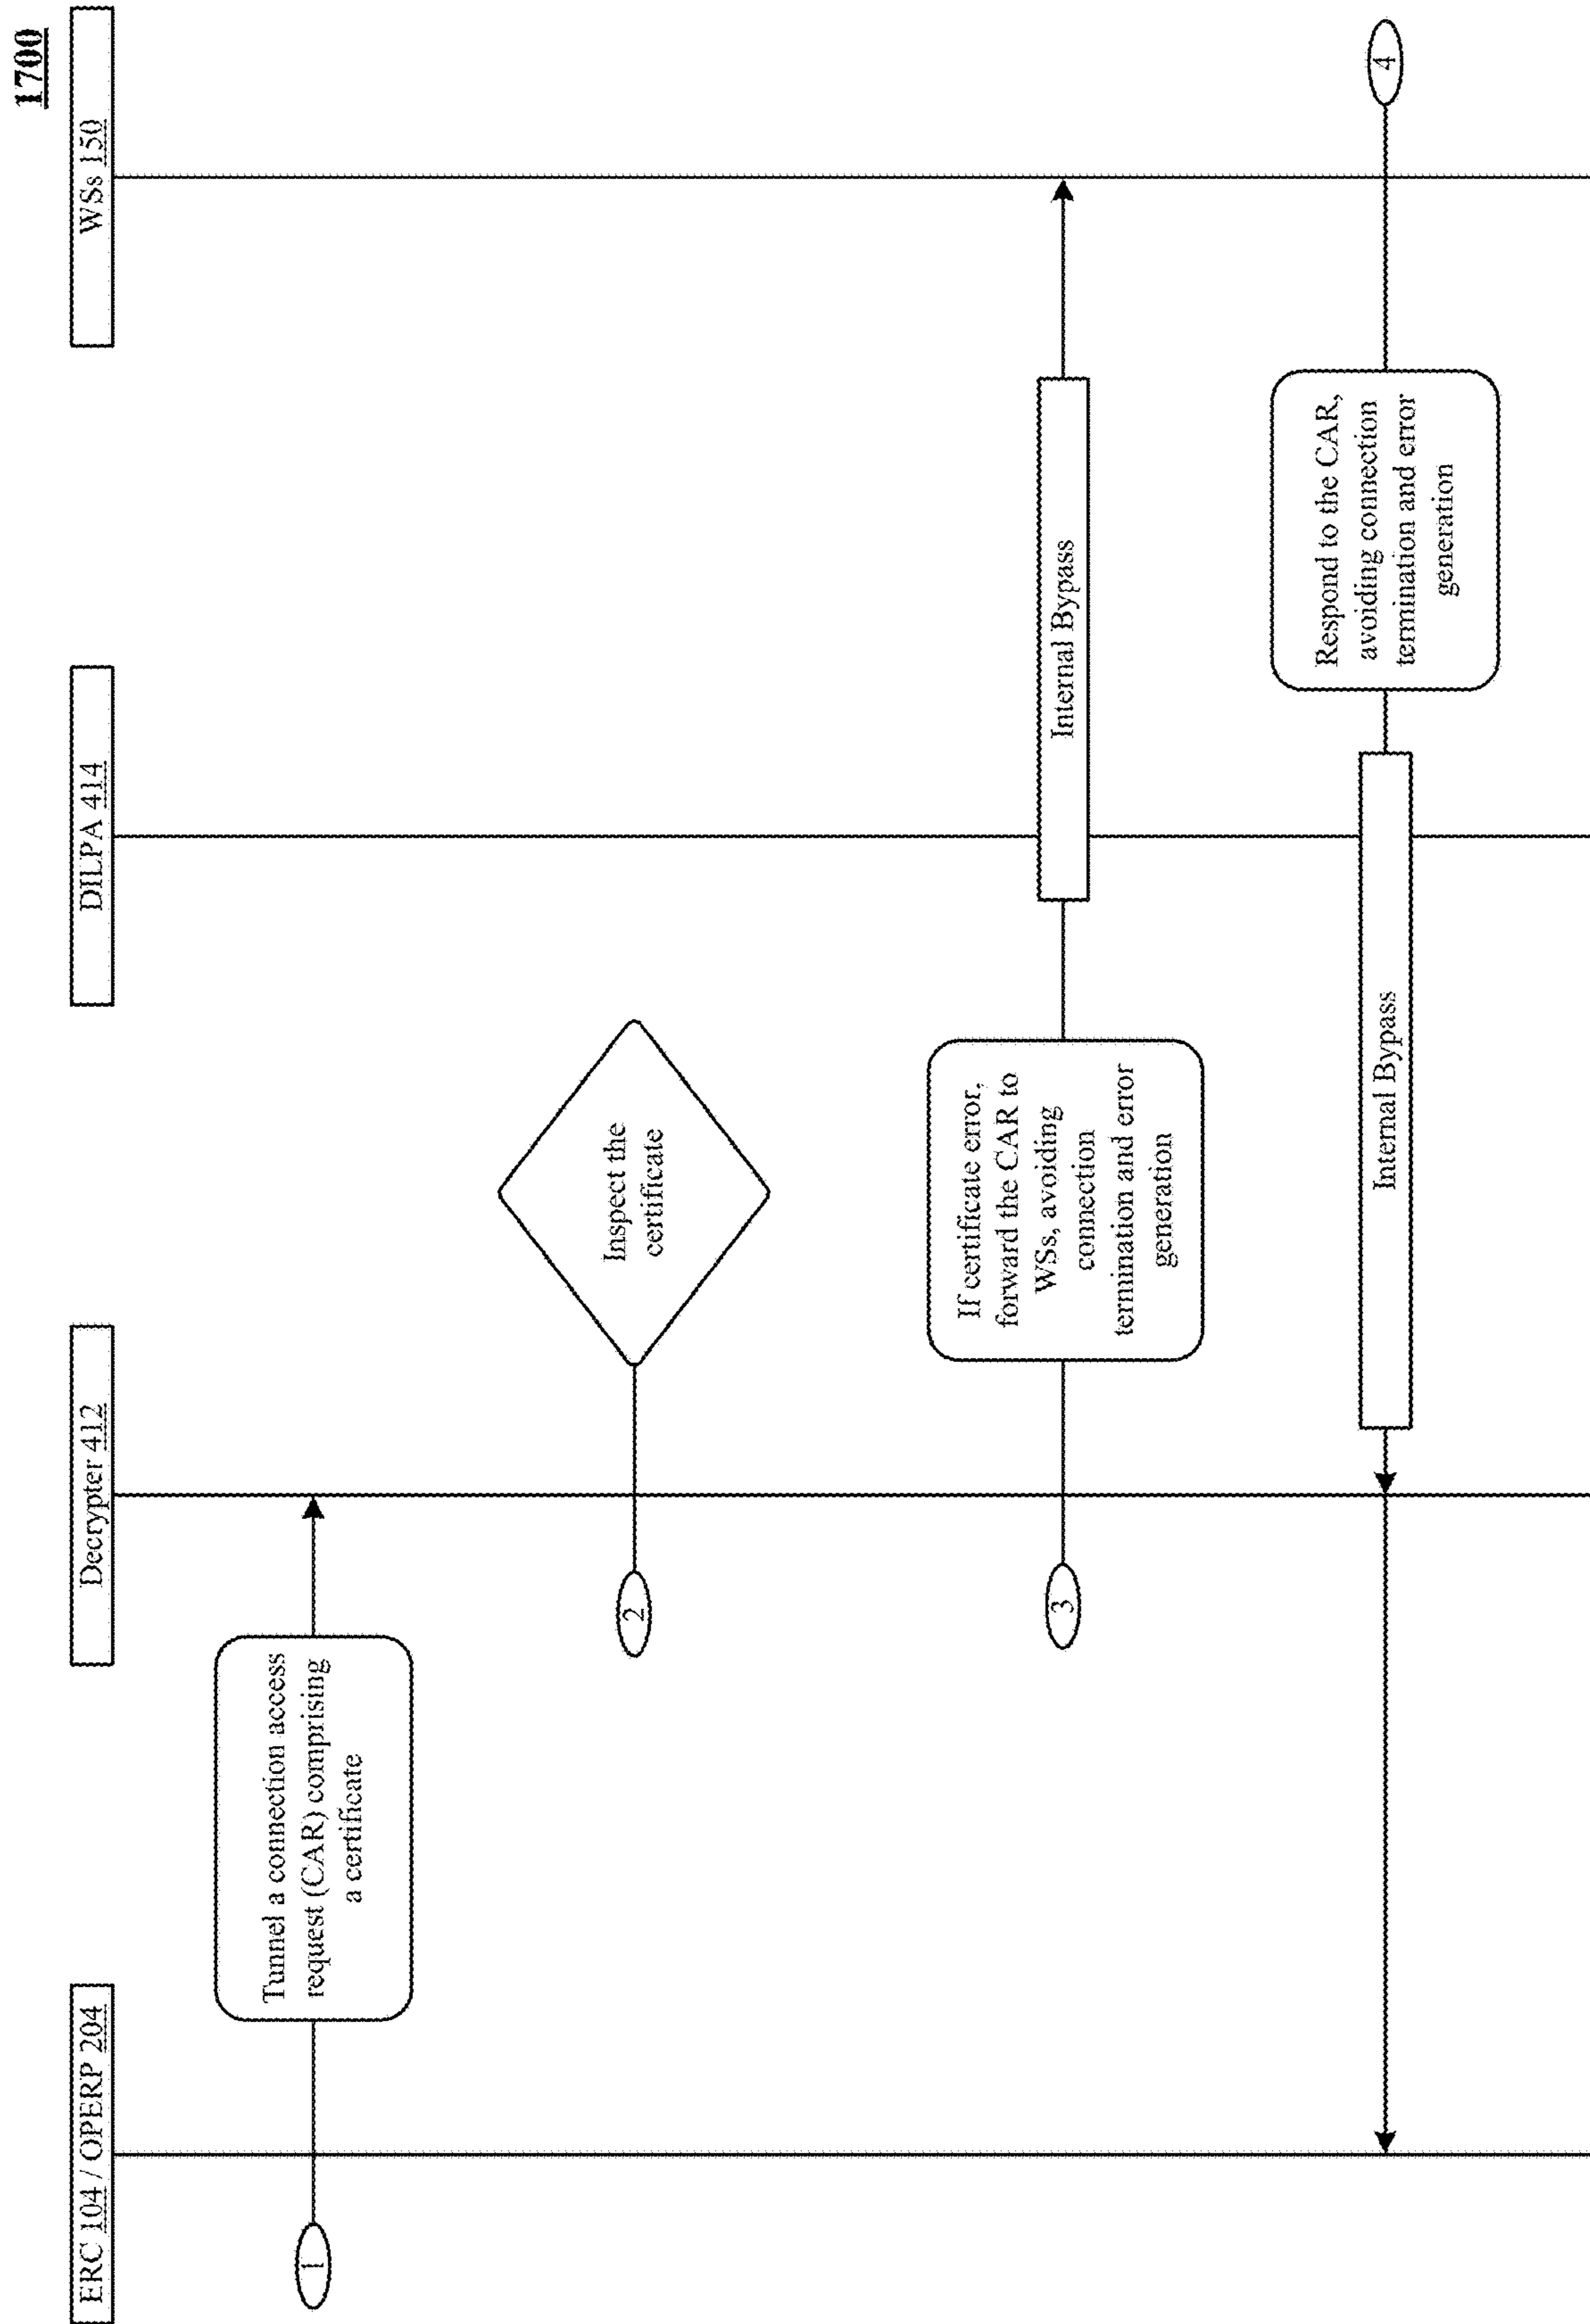 1700
ERC 104 / OPERP 204
Decrypter 412
DILPA 414
WSs 150
1
Tunnel a connection access
request (CAR) comprising
a certificate
2
Inspect the
certificate
3
If certificate error,
forward the CAR to
WSs, avoiding
connection
termination and error
generation
Internal Bypass
Internal Bypass
Respond to the CAR,
avoiding connection
termination and error
generation
4